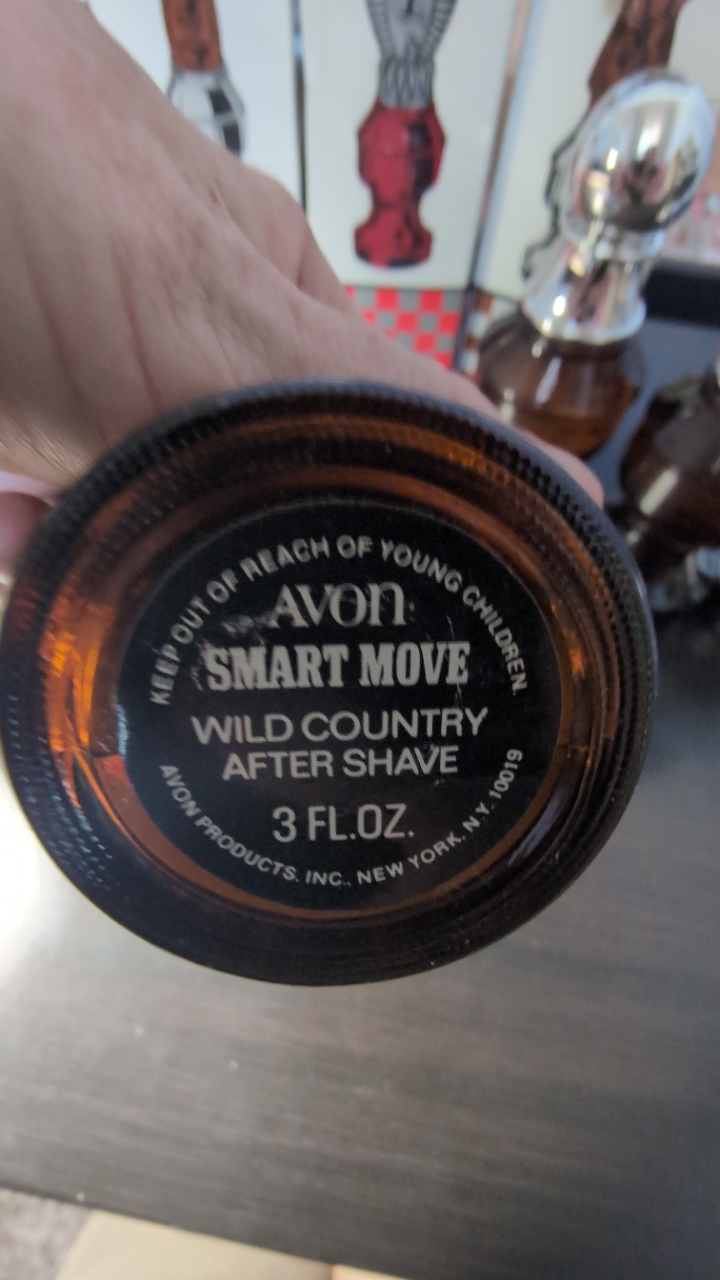 KEEP OUT OF REACH OF YOUNG CHILDREN.
AVON
SMART MOVE
WILD COUNTRY
AFTER SHAVE
3 FL.OZ.
AVON PRODUCTS, INC., NEW YORK, N.Y. 10019